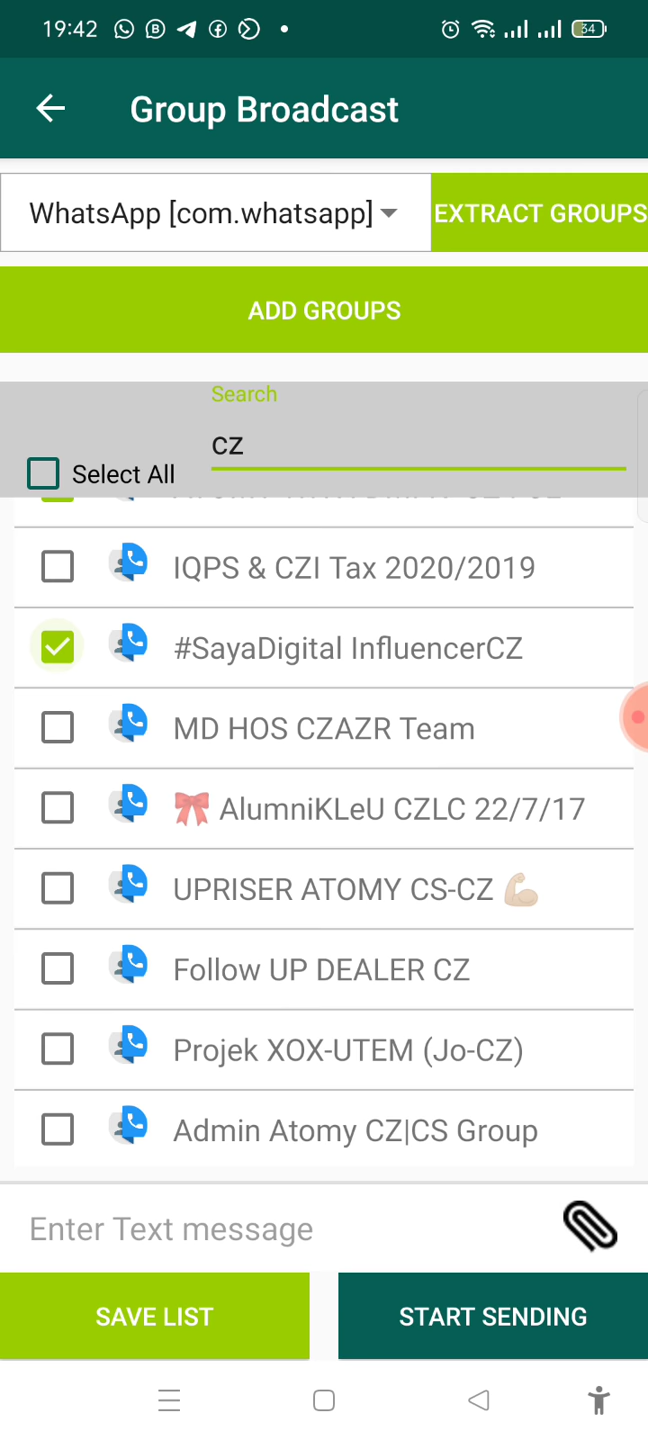 19:42
34
Group Broadcast
WhatsApp [com.whatsapp]
EXTRACT GROUPS
ADD GROUPS
Search
cz
Select All
IQPS & CZI Tax 2020/2019
#SayaDigital InfluencerCZ
MD HOS CZAZR Team
🎀 AlumniKLeU CZLC 22/7/17
UPRISER ATOMY CS-CZ 💪🏻
Follow UP DEALER CZ
Projek XOX-UTEM (Jo-CZ)
Admin Atomy CZ|CS Group
Enter Text message
SAVE LIST
START SENDING